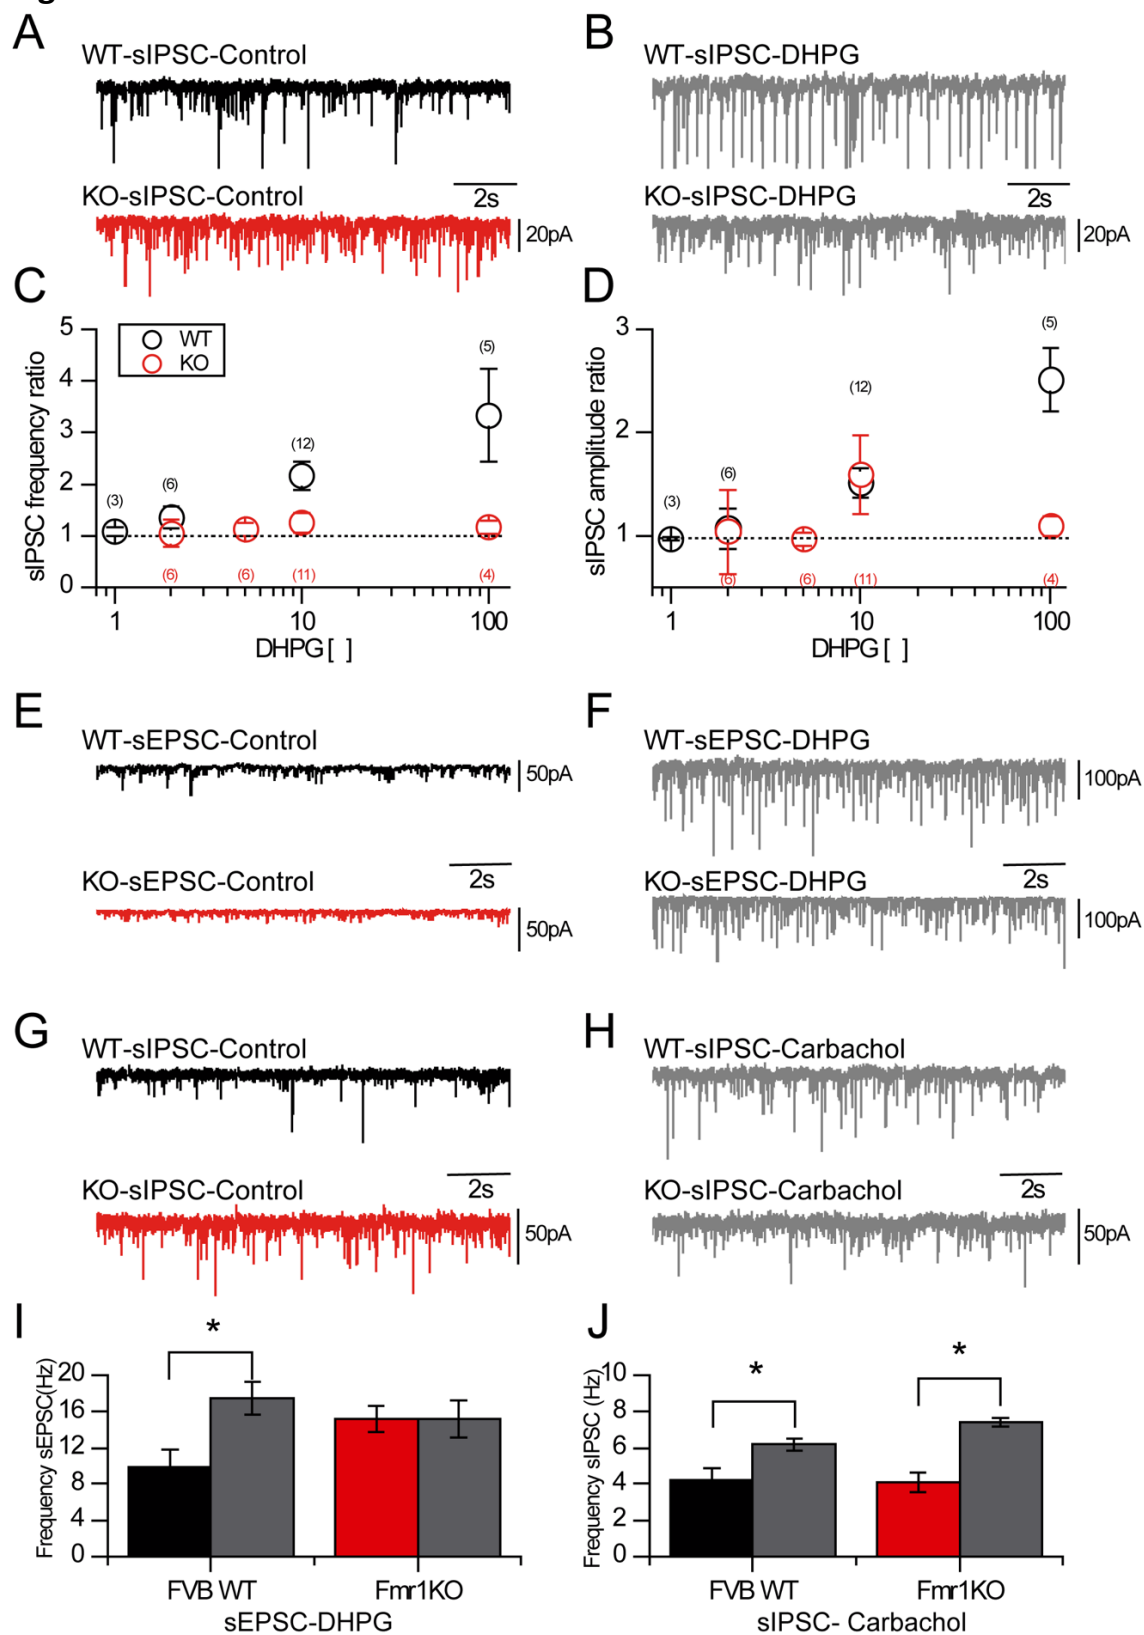 A
B
WT-sIPSC-Control
WT-sIPSC-DHPG
KO-sIPSC-Control
2s
KO-sIPSC-DHPG
2s
20pA
20pA
C
D
sIPSC frequency ratio
5
4
3
2
1
0
WT
KO
(3)
(6)
(12)
(5)
(6)
(6)
(11)
(4)
1
10
100
DHPG [ ]
sIPSC amplitude ratio
3
2
1
(3)
(6)
(12)
(5)
(6)
(6)
(11)
(4)
1
10
100
DHPG [ ]
E
F
WT-sEPSC-Control
WT-sEPSC-DHPG
50pA
100pA
KO-sEPSC-Control
2s
KO-sEPSC-DHPG
2s
50pA
100pA
G
H
WT-sIPSC-Control
WT-sIPSC-Carbachol
KO-sIPSC-Control
2s
KO-sIPSC-Carbachol
2s
50pA
50pA
I
J
Frequency sEPSC(Hz)
20
16
12
8
4
0
*
FVB WT
Fmr1KO
sEPSC-DHPG
Frequency sIPSC (Hz)
10
8
6
4
2
0
*
*
FVB WT
Fmr1KO
sIPSC- Carbachol